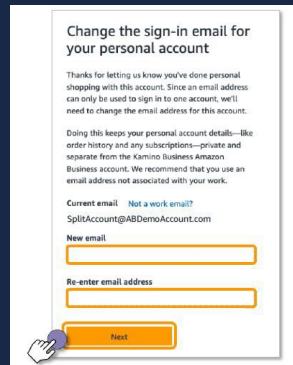 Change the sign-in email for
your personal account
Thanks for letting us know you've done personal
shopping with this account. Since an email address
can only be used to sign in to one account, we'll
need to change the email address for this account.
Doing this keeps your personal account details—like
order history and any subscriptions—private and
separate from the Kamino Business Amazon
Business account. We recommend that you use an
email address not associated with your work.
Current email Not a work email?
SplitAccount@ABDemoAccount.com
New email
Re-enter email address
Next